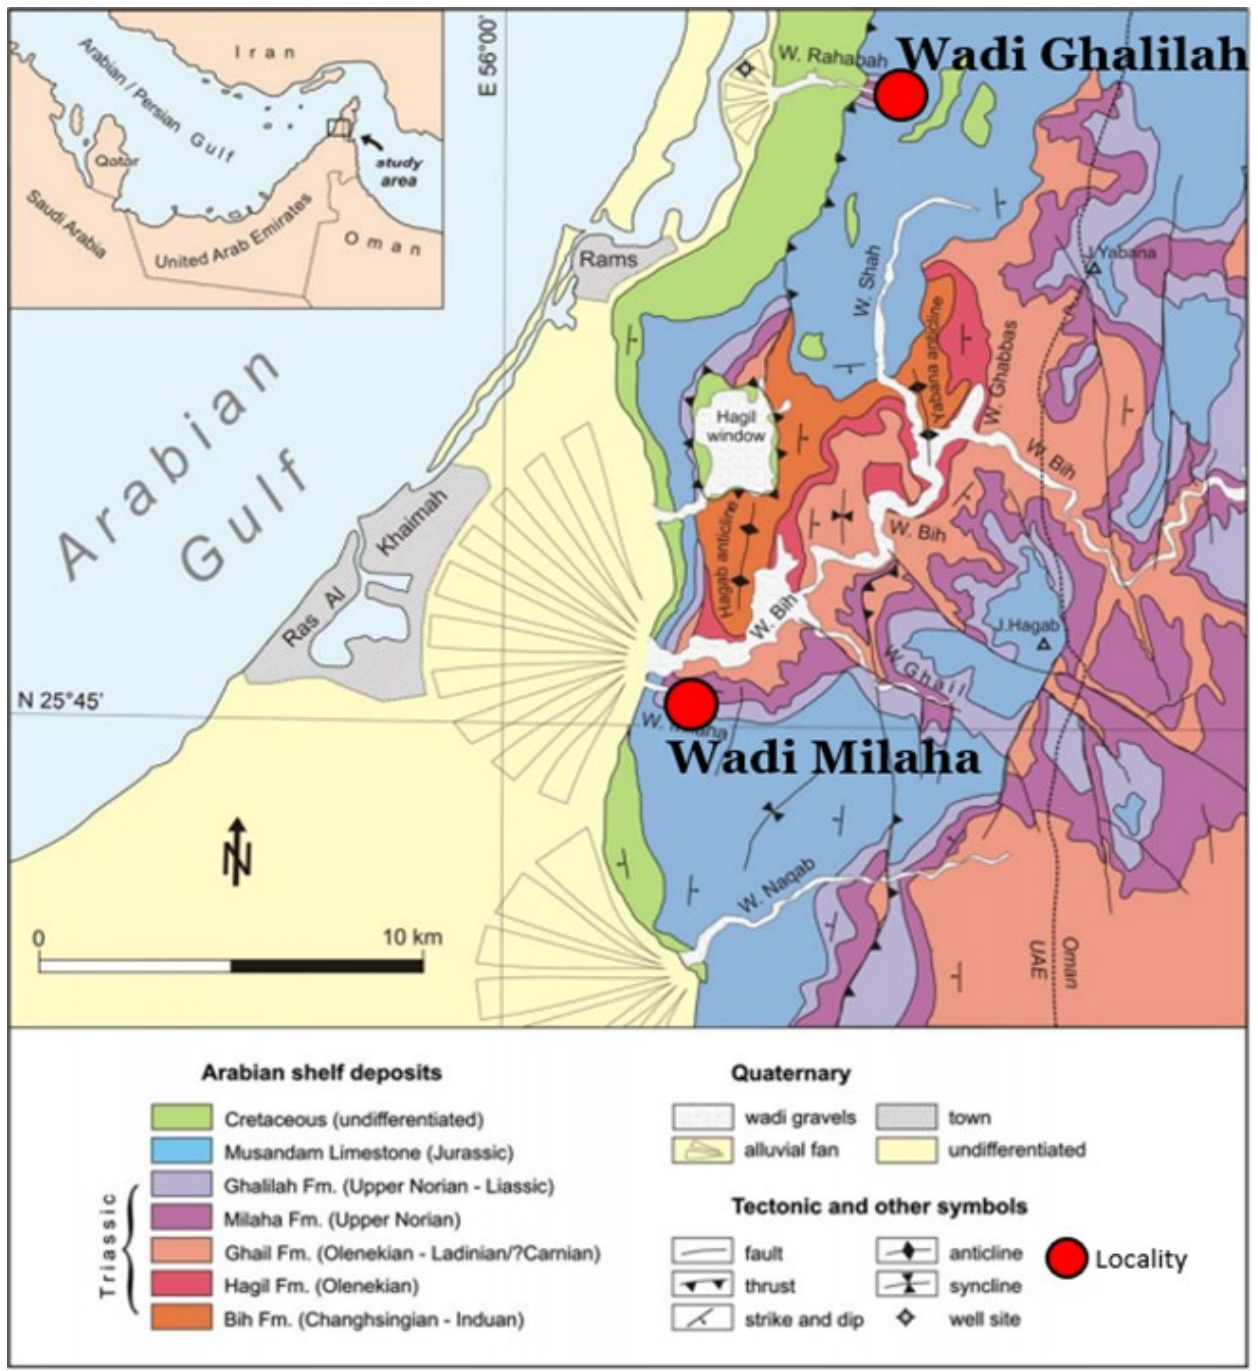 Iran
Arabian / Persian Gulf
Qatar
study
area
Saudi Arabia
United Arab Emirates
Oman
E 56°00'
W. Rahabah
Wadi Ghalilah
Rams
W. Shah
J.Yabana
Yabana anticline
W. Ghabbas
Arabian
Gulf
Hagil
window
W. Bih
Ras Al Khaimah
Hagab anticline
W. Bih
W. Bih
J.Hagab
W. Ghail
N 25°45'
Wadi Milaha
W. Naqab
N
0 10 km
Oman
UAE
Arabian shelf deposits
Cretaceous (undifferentiated)
Musandam Limestone (Jurassic)
Triassic
Ghalilah Fm. (Upper Norian - Liassic)
Milaha Fm. (Upper Norian)
Ghail Fm. (Olenekian - Ladinian/?Carnian)
Hagil Fm. (Olenekian)
Bih Fm. (Changhsingian - Induan)
Quaternary
wadi gravels
town
alluvial fan
undifferentiated
Tectonic and other symbols
fault
anticline
thrust
syncline
strike and dip
well site
Locality